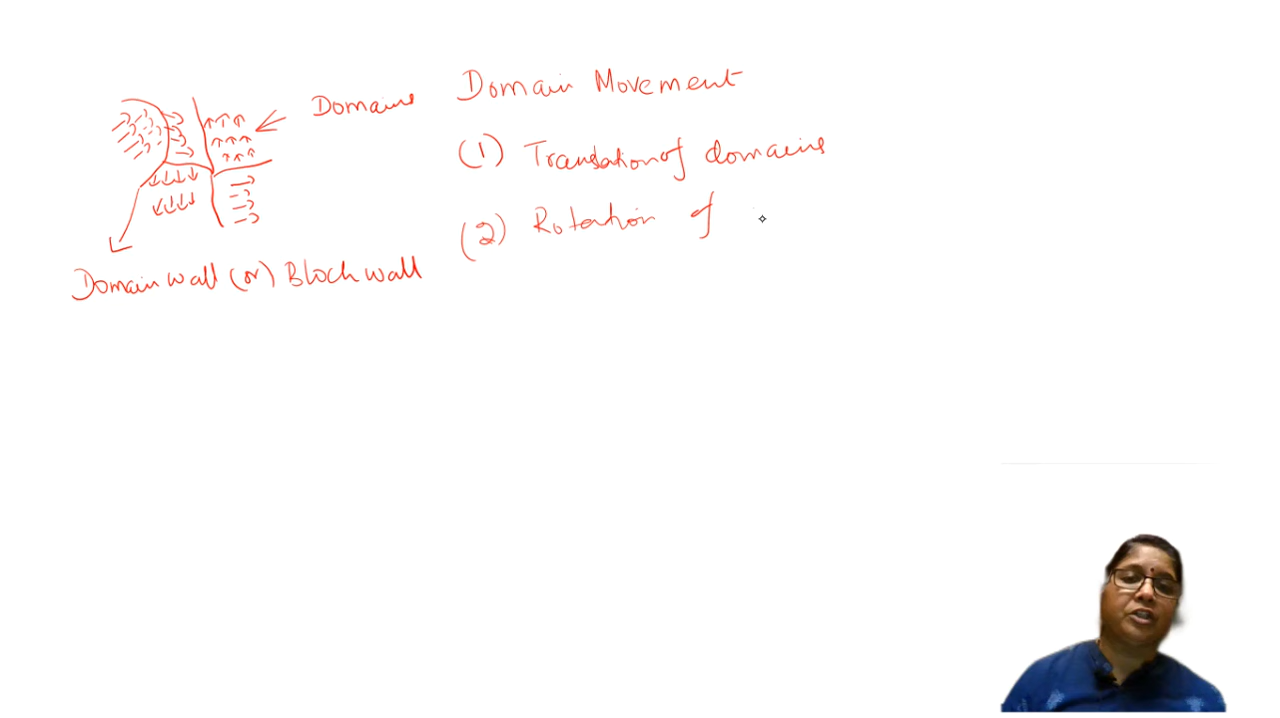 Domains
Domain wall (or) Bloch wall
Domain Movement
(1) Translation of domains
(2) Rotation of